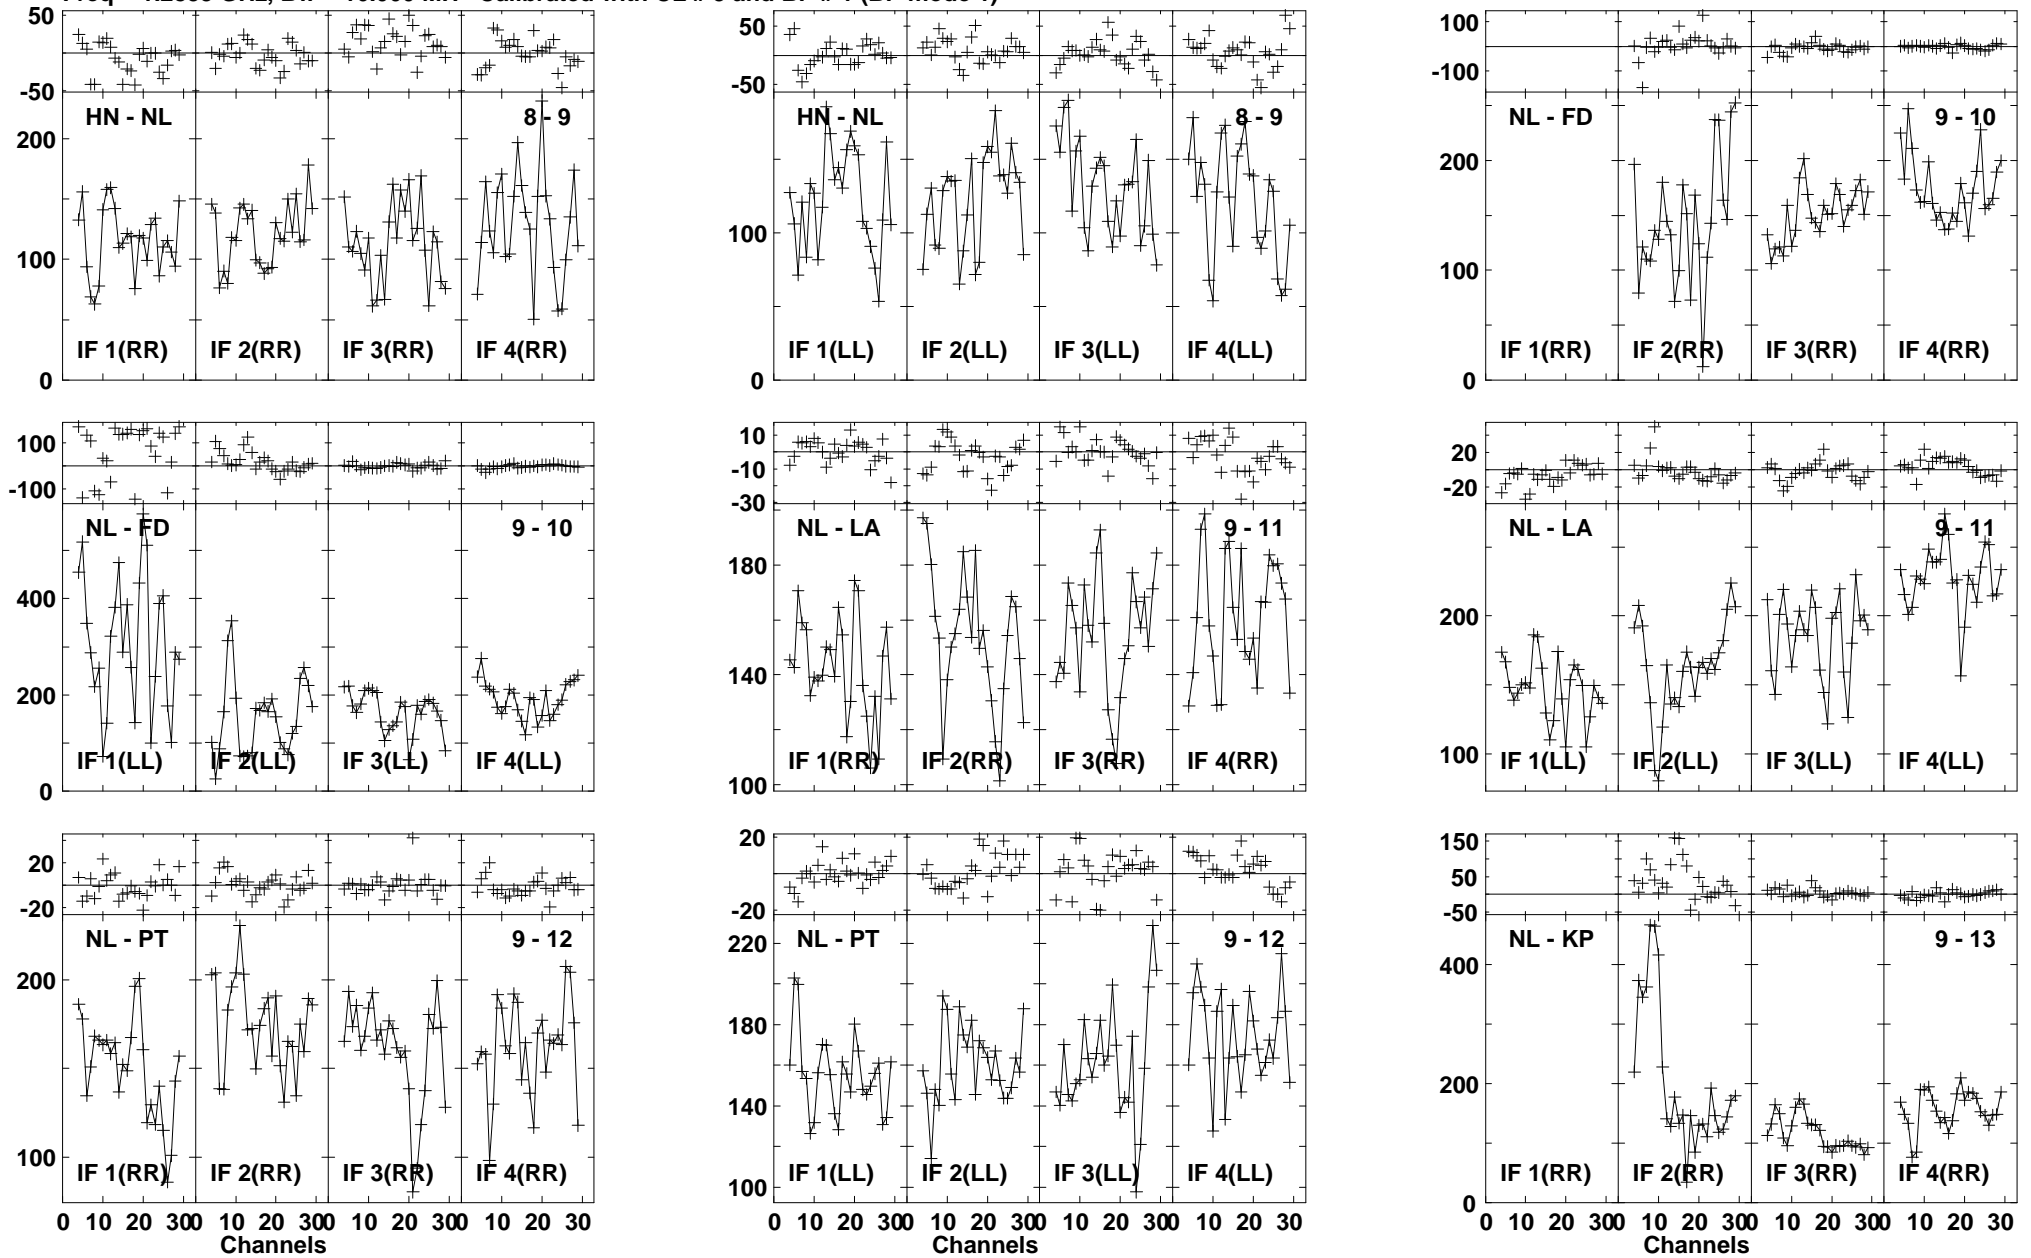 50
-50
HN - NL 8 - 9
200
100
0
IF 1(RR) IF 2(RR) IF 3(RR) IF 4(RR)
50
-50
HN - NL 8 - 9
100
0
IF 1(LL) IF 2(LL) IF 3(LL) IF 4(LL)
100
-100
NL - FD 9 - 10
200
100
0
IF 1(RR) IF 2(RR) IF 3(RR) IF 4(RR)
100
-100
NL - FD 9 - 10
400
200
0
IF 1(LL) IF 2(LL) IF 3(LL) IF 4(LL)
10
-10
-30
NL - LA 9 - 11
180
140
100
IF 1(RR) IF 2(RR) IF 3(RR) IF 4(RR)
20
-20
NL - LA 9 - 11
200
100
IF 1(LL) IF 2(LL) IF 3(LL) IF 4(LL)
20
-20
NL - PT 9 - 12
200
100
IF 1(RR) IF 2(RR) IF 3(RR) IF 4(RR)
0 10 20 30 0 10 20 30 0 10 20 30 0 10 20 30
Channels
20
-20
NL - PT 9 - 12
220
180
140
100
IF 1(LL) IF 2(LL) IF 3(LL) IF 4(LL)
0 10 20 30 0 10 20 30 0 10 20 30 0 10 20 30
Channels
150
50
-50
NL - KP 9 - 13
400
200
0
IF 1(RR) IF 2(RR) IF 3(RR) IF 4(RR)
0 10 20 30 0 10 20 30 0 10 20 30 0 10 20 30
Channels